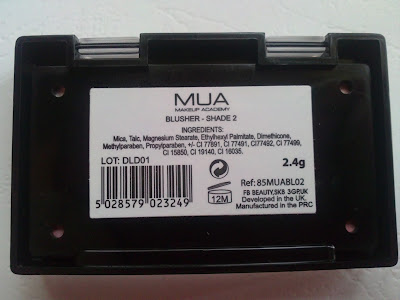 MUA
MAKEUP ACADEMY
BLUSHER - SHADE 2
INGREDIENTS:
Mica, Talc, Magnesium Stearate, Ethylhexyl Palmitate, Dimethicone,
Methylparaben, Propylparaben, +/- CI 77891, CI 77491, CI77492, CI 77499,
CI 15850, CI 19140, CI 16035.
LOT: DLD01
2.4g
5 028579 023249
12M
Ref: 85MUABL02
FB BEAUTY,SK8 3GP,UK
Developed in the UK.
Manufactured in the PRC